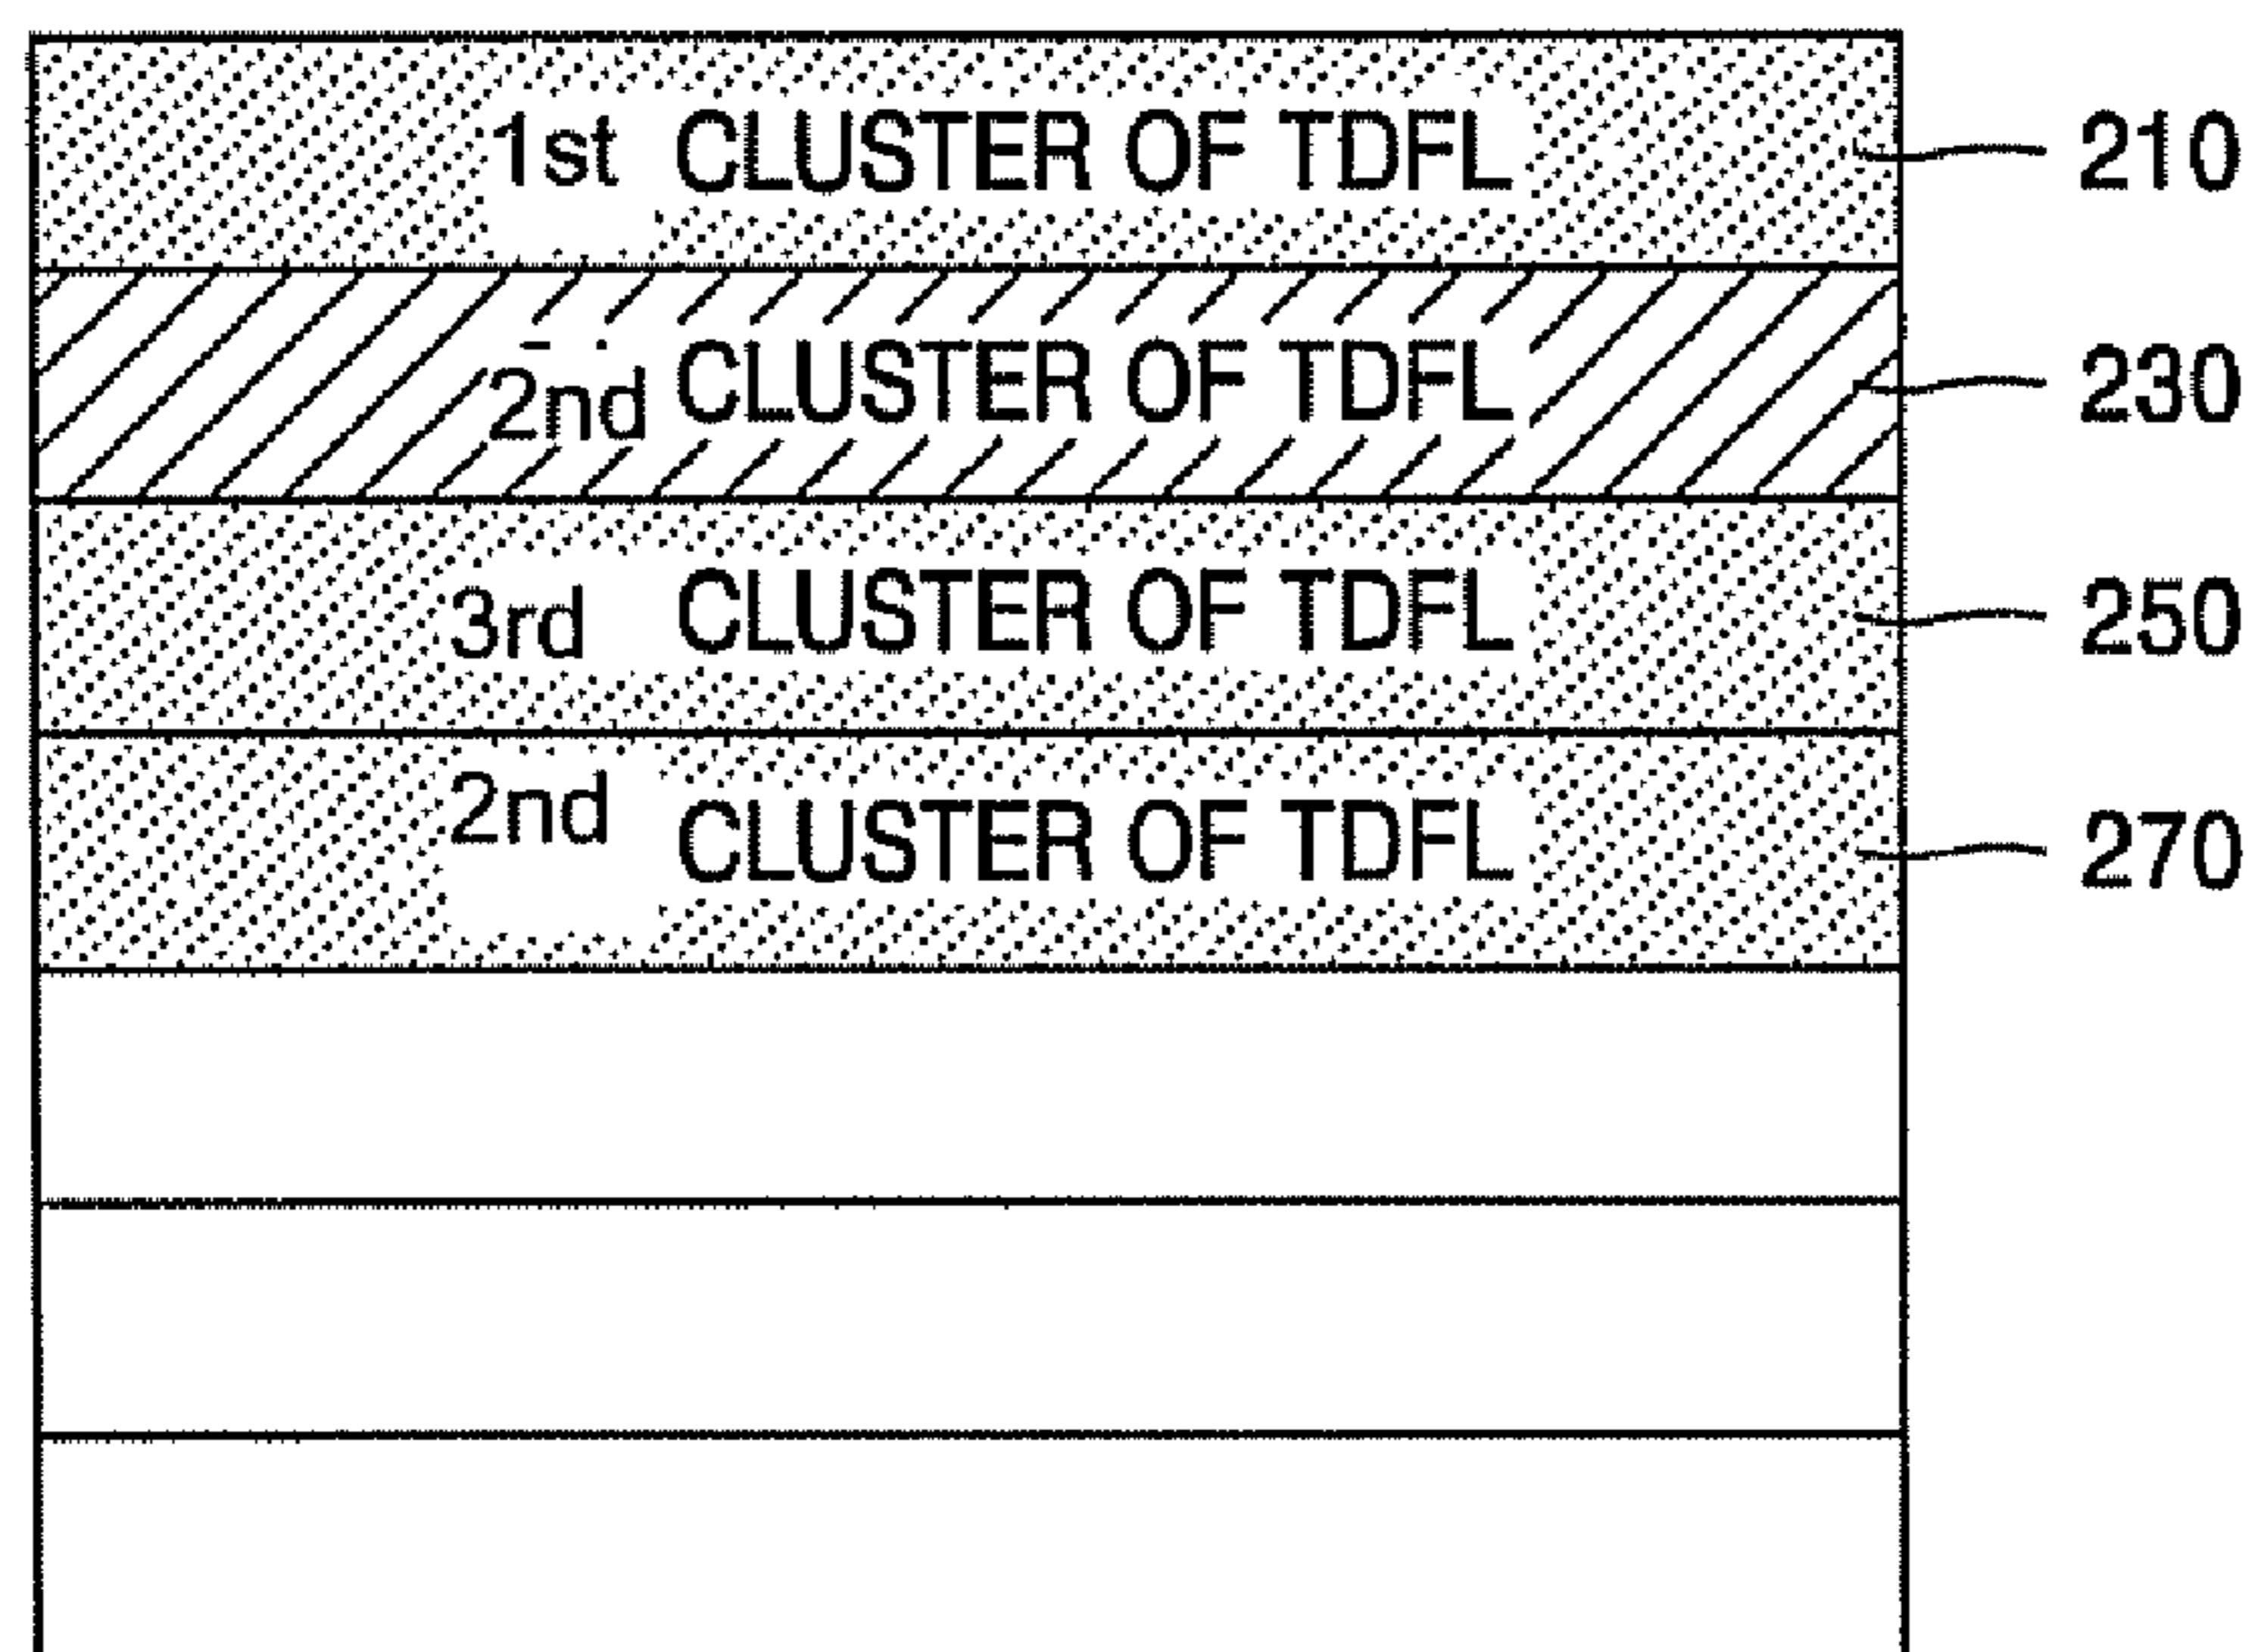 1st CLUSTER OF TDFL 210
2nd CLUSTER OF TDFL 230
3rd CLUSTER OF TDFL 250
2nd CLUSTER OF TDFL 270